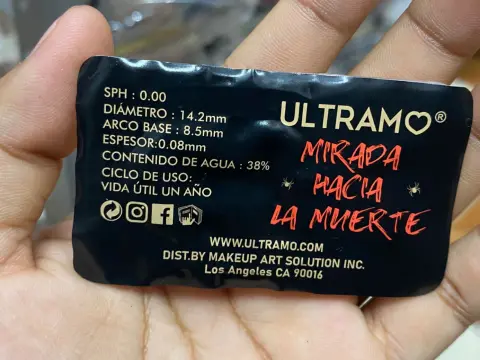 SPH : 0.00
DIÁMETRO : 14.2mm
ARCO BASE : 8.5mm
ESPESOR:0.08mm
CONTENIDO DE AGUA : 38%
CICLO DE USO:
VIDA ÚTIL UN AÑO
ULTRAMO®
MIRADA
HACIA
LA MUERTE
WWW.ULTRAMO.COM
DIST.BY MAKEUP ART SOLUTION INC.
Los Angeles CA 90016